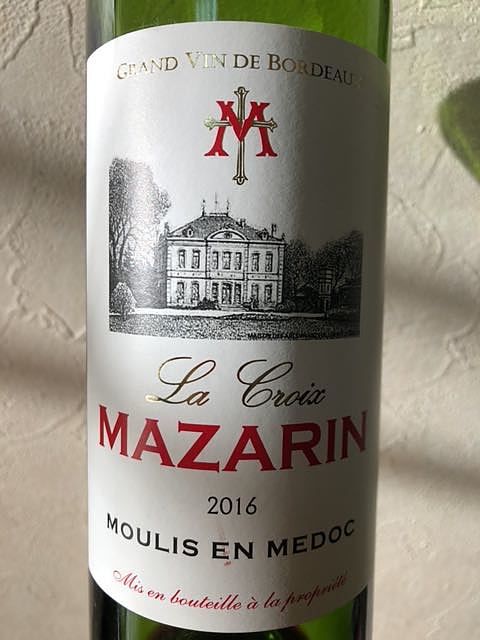 GRAND VIN DE BORDEAUX
M
La Croix
MAZARIN
2016
MOULIS EN MEDOC
Mis en bouteille à la propriété